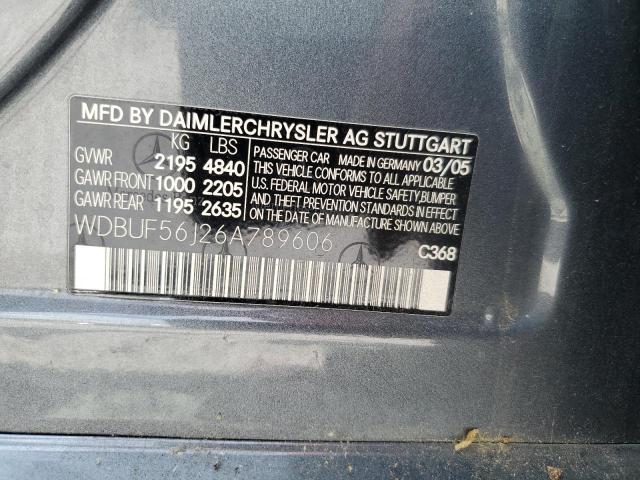 MFD BY DAIMLERCHRYSLER AG STUTTGART
KG LBS
GVWR 2195 4840
GAWR FRONT 1000 2205
GAWR REAR 1195 2635
PASSENGER CAR MADE IN GERMANY 03/05
THIS VEHICLE CONFORMS TO ALL APPLICABLE
U.S. FEDERAL MOTOR VEHICLE SAFETY, BUMPER,
AND THEFT PREVENTION STANDARDS IN EFFECT
ON THE DATE OF MANUFACTURE SHOWN ABOVE.
WDBUF56J26A789606
C368